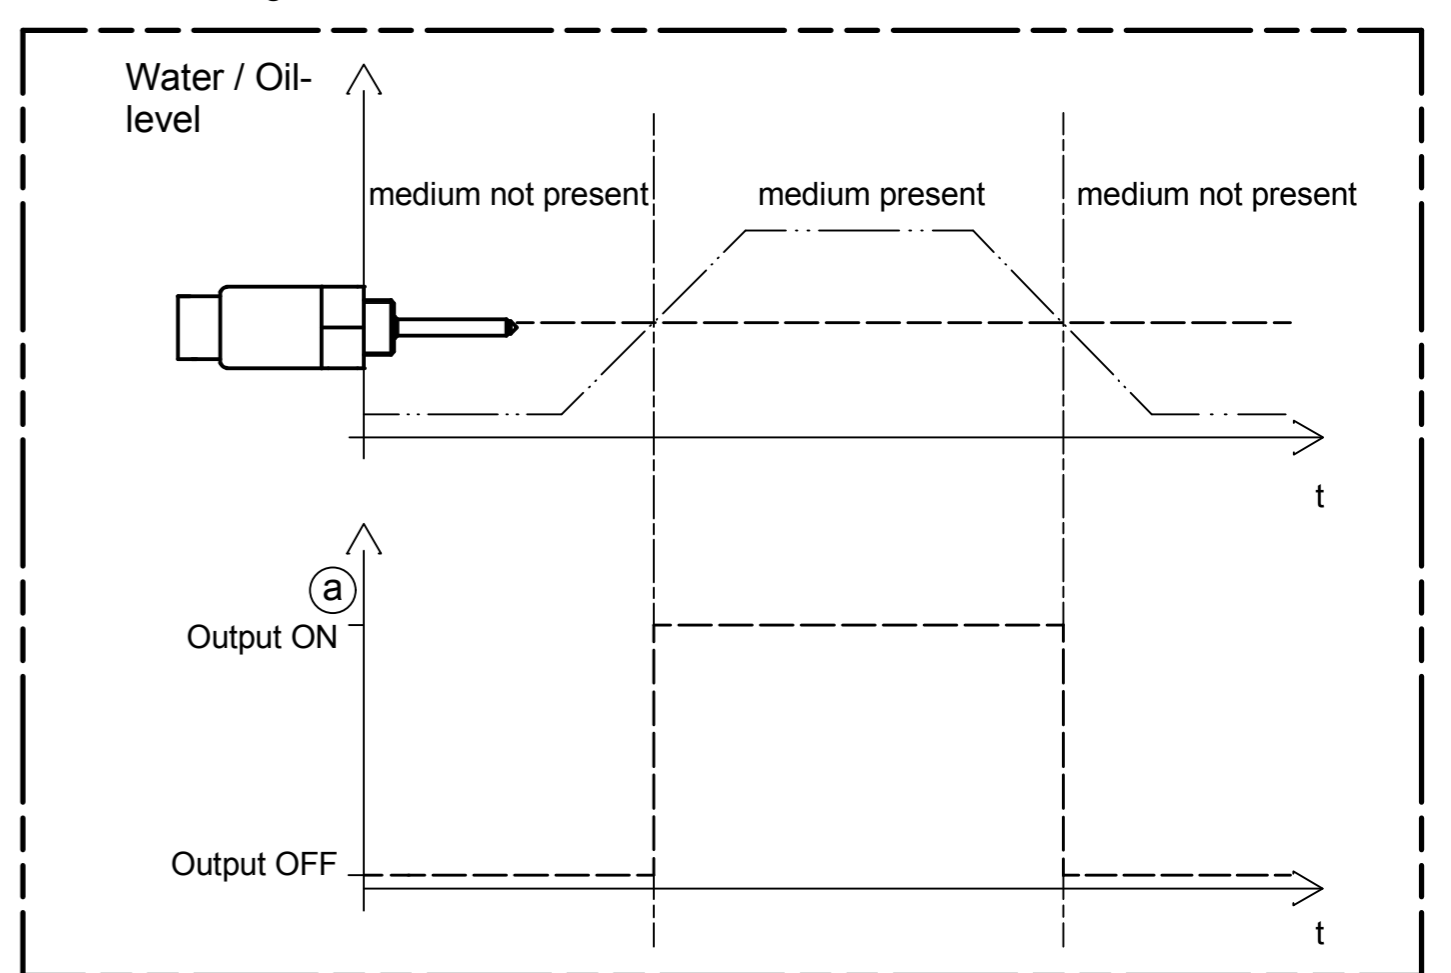 Water / Oil-
level
medium not present
medium present
medium not present
t
a
Output ON
Output OFF
t